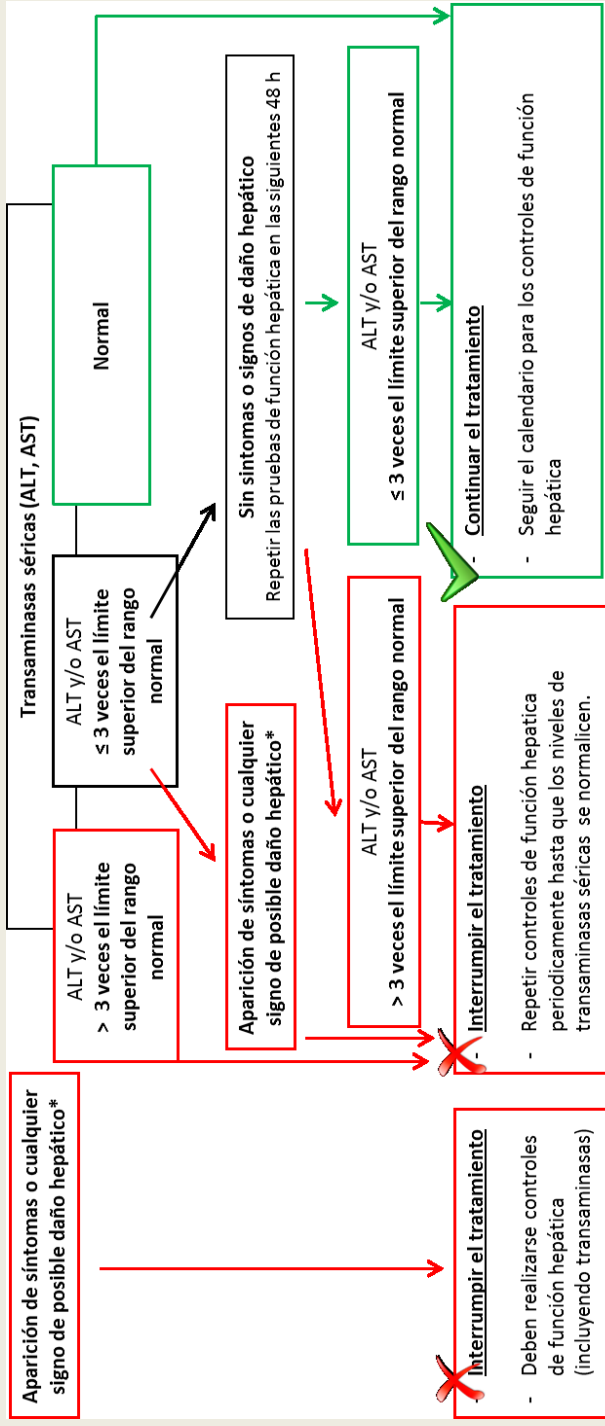 Aparición de síntomas o cualquier
signo de posible daño hepático*
Transaminasas séricas (ALT, AST)
ALT y/o AST
> 3 veces el límite
superior del rango
normal
ALT y/o AST
≤ 3 veces el límite
superior del rango
normal
Normal
Aparición de síntomas o cualquier
signo de posible daño hepático*
Sin síntomas o signos de daño hepático
Repetir las pruebas de función hepática en las siguientes 48 h
ALT y/o AST
> 3 veces el límite superior del rango normal
ALT y/o AST
≤ 3 veces el límite superior del rango normal
- Interrumpir el tratamiento
- Deben realizarse controles
de función hepática
(incluyendo transaminasas)
- Interrumpir el tratamiento
- Repetir controles de función hepatica
periodicamente hasta que los niveles de
transaminasas séricas se normalicen.
- Continuar el tratamiento
- Seguir el calendario para los controles de función
hepática